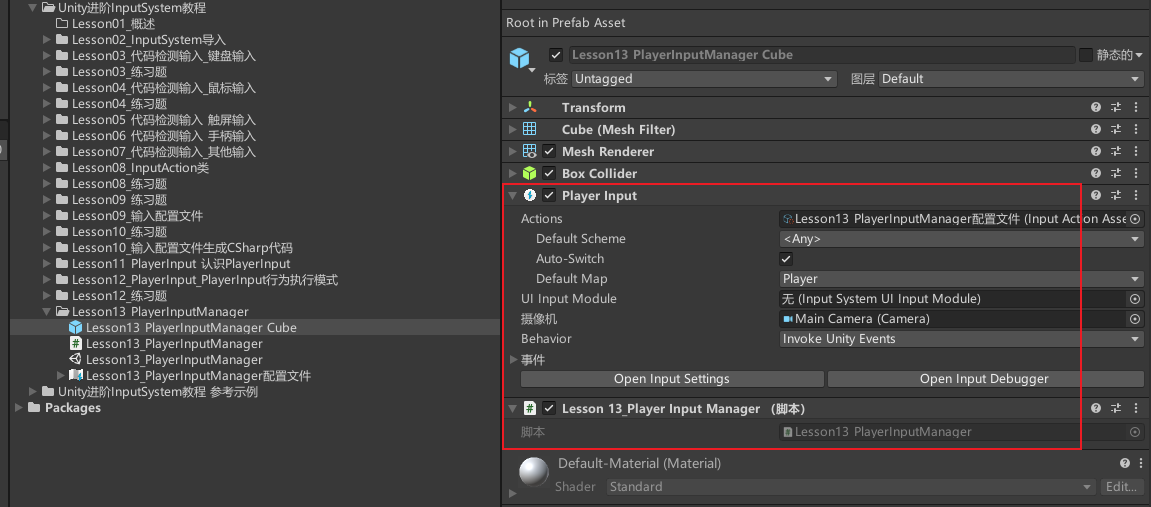 Unity进阶InputSystem教程
Lesson01_概述
Lesson02_InputSystem导入
Lesson03_代码检测输入_键盘输入
Lesson03_练习题
Lesson04_代码检测输入_鼠标输入
Lesson04_练习题
Lesson05 代码检测输入 触屏输入
Lesson06 代码检测输入 手柄输入
Lesson07_代码检测输入_其他输入
Lesson08_InputAction类
Lesson08_练习题
Lesson09 练习题
Lesson09_输入配置文件
Lesson10_练习题
Lesson10_输入配置文件生成CSharp代码
Lesson11 PlayerInput 认识PlayerInput
Lesson12_PlayerInput_PlayerInput行为执行模式
Lesson12_练习题
Lesson13 PlayerInputManager
Lesson13 PlayerInputManager Cube
Lesson13_PlayerInputManager
Lesson13_PlayerInputManager
Lesson13_PlayerInputManager配置文件
Unity进阶InputSystem教程 参考示例
Packages
Root in Prefab Asset
Lesson13 PlayerInputManager Cube
静态的
标签 Untagged
图层 Default
Transform
Cube (Mesh Filter)
Mesh Renderer
Box Collider
Player Input
Actions Lesson13 PlayerInputManager配置文件 (Input Action Asse
Default Scheme <Any>
Auto-Switch
Default Map Player
UI Input Module 无 (Input System UI Input Module)
摄像机 Main Camera (Camera)
Behavior Invoke Unity Events
事件
Open Input Settings Open Input Debugger
Lesson 13_Player Input Manager （脚本）
脚本 Lesson13 PlayerInputManager
Default-Material (Material)
Shader Standard Edit...